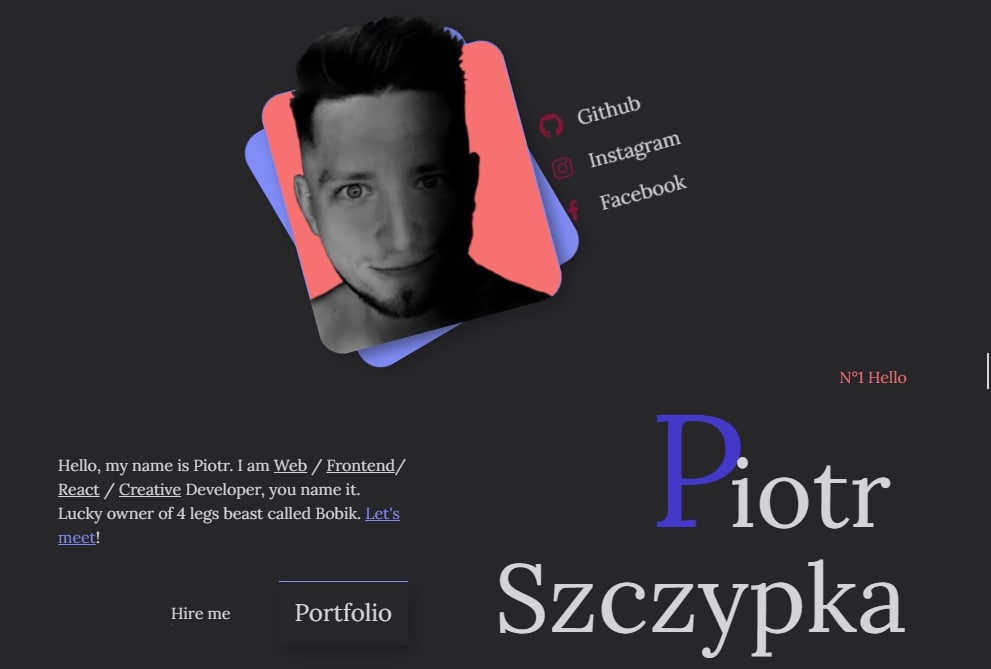 Github
Instagram
Facebook
N°1 Hello
Piotr
Szczypka
Hello, my name is Piotr. I am Web / Frontend/
React / Creative Developer, you name it.
Lucky owner of 4 legs beast called Bobik. Let's
meet!
Hire me
Portfolio